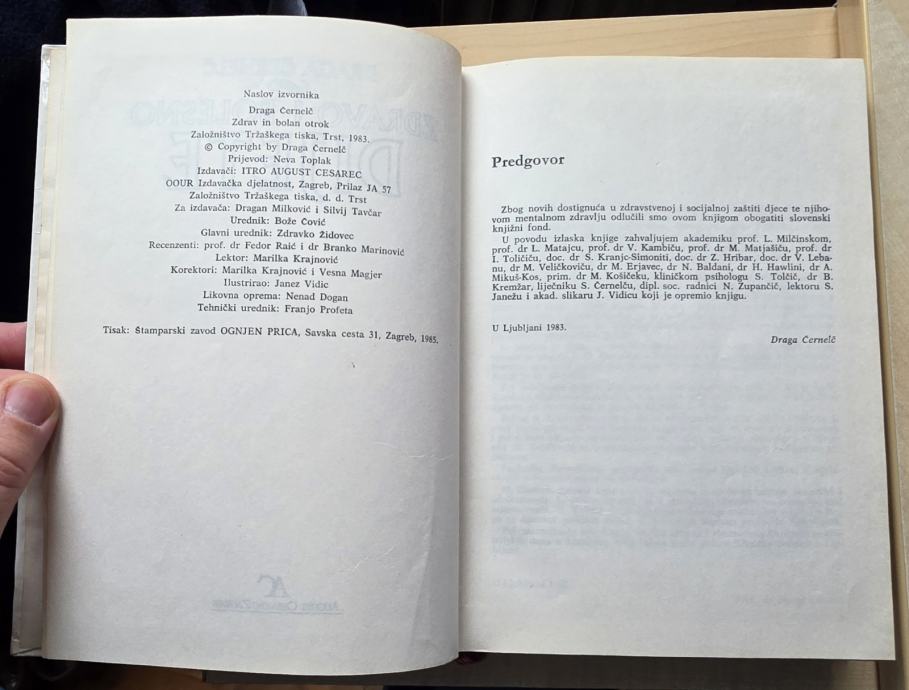 Naslov izvornika
Draga Černelč
Zdrav in bolan otrok
Založništvo Tržaškega tiska, Trst, 1983.
© Copyright by Draga Černelč
Prijevod: Neva Toplak
Izdavači: ITRO AUGUST CESAREC
OOUR Izdavačka djelatnost, Zagreb, Prilaz JA 57
Založništvo Tržaškega tiska, d. d. Trst
Za izdavača: Dragan Milković i Silvij Tavčar
Urednik: Bože Čović
Glavni urednik: Zdravko Židovec
Recenzenti: prof. dr Fedor Raić i dr Branko Marinović
Lektor: Marilka Krajnović
Korektori: Marilka Krajnović i Vesna Magjer
Ilustrirao: Janez Vidic
Likovna oprema: Nenad Dogan
Tehnički urednik: Franjo Profeta
Tisak: Štamparski zavod OGNJEN PRICA, Savska cesta 31, Zagreb, 1985.
Predgovor
Zbog novih dostignuća u zdravstvenoj i socijalnoj zaštiti djece te njiho-
vom mentalnom zdravlju odlučili smo ovom knjigom obogatiti slovenski
knjižni fond.
U povodu izlaska knjige zahvaljujem akademiku prof. L. Milčinskom,
prof. dr L. Matajcu, prof. dr V. Kambiču, prof. dr M. Matjašiču, prof. dr
I. Toličiču, doc. dr S. Kranjc-Simoniti, doc. dr Z. Hribar, doc. dr V. Leba-
nu, dr M. Veličkoviću, dr M. Erjavec, dr N. Baldani, dr H. Hawlini, dr A.
Mikuš-Kos, prim. dr M. Košičeku, kliničkom psihologu S. Tolčič, dr B.
Kremžar, liječniku S. Černelču, dipl. soc. radnici N. Zupančič, lektoru S.
Janežu i akad. slikaru J. Vidicu koji je opremio knjigu.
U Ljubljani 1983.
Draga Černelč